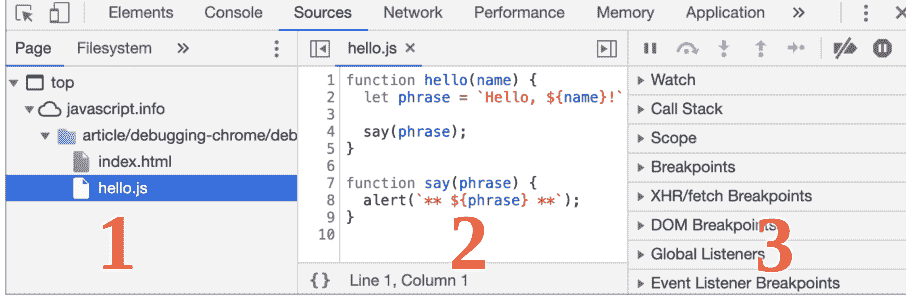 Elements Console Sources Network Performance Memory Application »
Page Filesystem »
hello.js ×
top
javascript.info
article/debugging-chrome/deb
index.html
hello.js
1
1 function hello(name) {
2 let phrase = `Hello, ${name}!`
3
4 say(phrase);
5 }
6
7 function say(phrase) {
8 alert(`** ${phrase} **`);
9 }
10
2
{} Line 1, Column 1
Watch
Call Stack
Scope
Breakpoints
XHR/fetch Breakpoints
DOM Breakpoints
Global Listeners
Event Listener Breakpoints
3